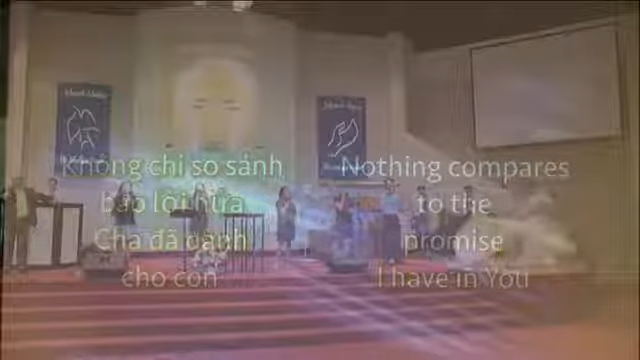 Không chi so sánh
bao lời hứa
Cha đã dành
cho con
Nothing compares
to the
promise
I have in You